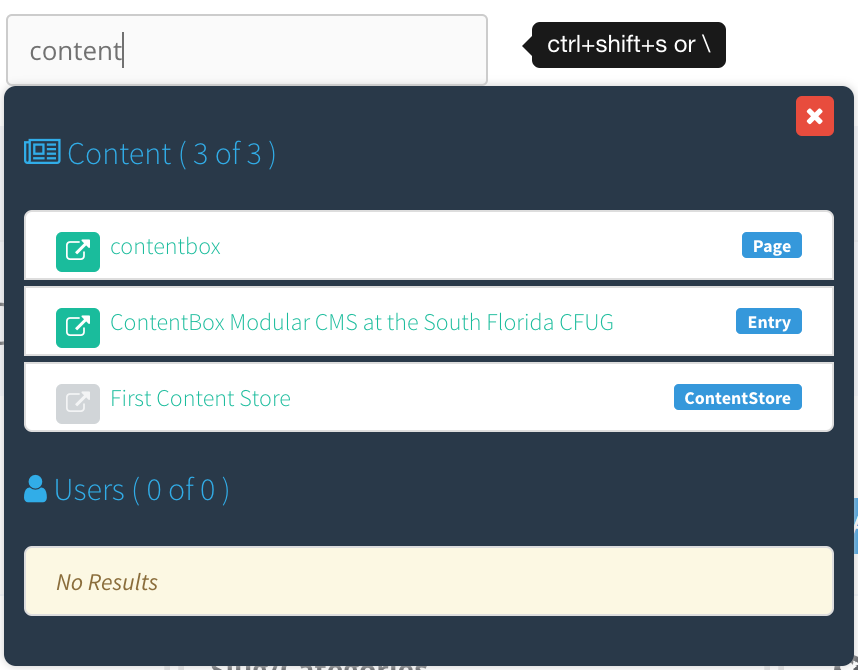 content
ctrl+shift+s or \
Content ( 3 of 3 )
contentbox
Page
ContentBox Modular CMS at the South Florida CFUG
Entry
First Content Store
ContentStore
Users ( 0 of 0 )
No Results